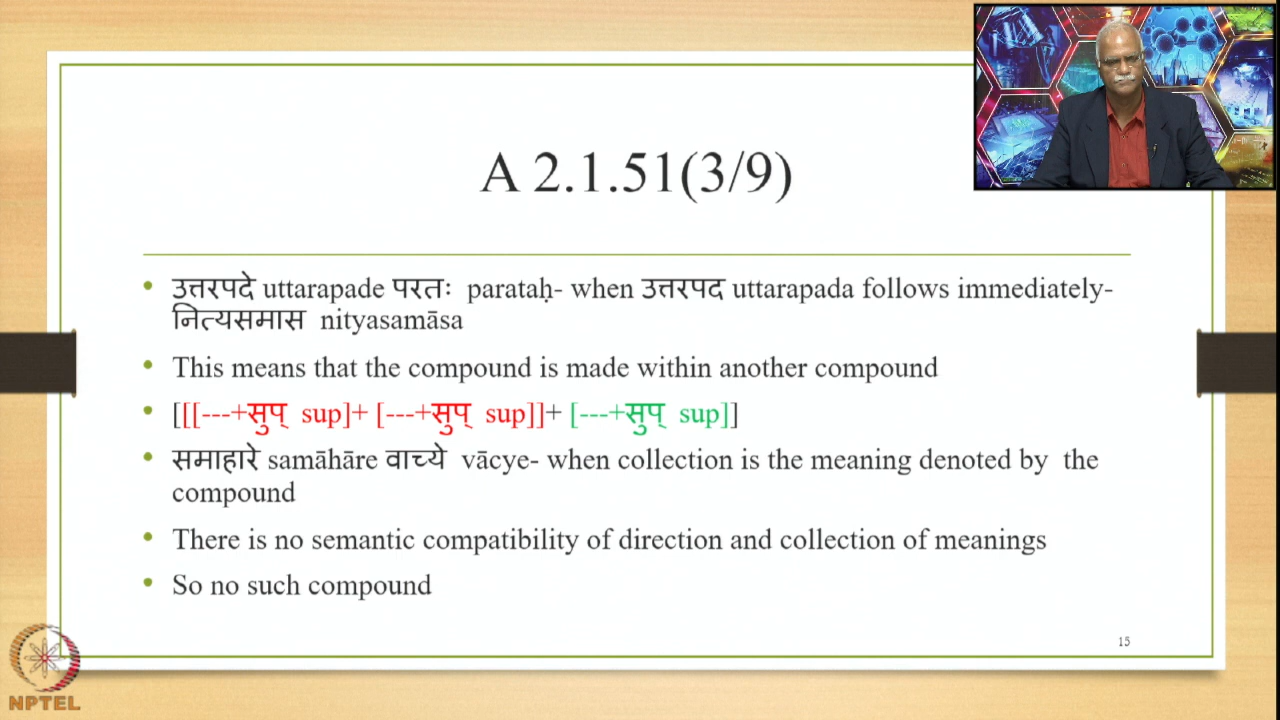 A 2.1.51(3/9)
• उत्तरपदे uttarapade परतः parataḥ- when उत्तरपद uttarapada follows immediately-
नित्यसमास nityasamāsa
• This means that the compound is made within another compound
• [[[---+सुप् sup]+ [---+सुप् sup]]+ [---+सुप् sup]]
• समाहारे samāhāre वाच्ये vācye- when collection is the meaning denoted by the
compound
• There is no semantic compatibility of direction and collection of meanings
• So no such compound
15
NPTEL